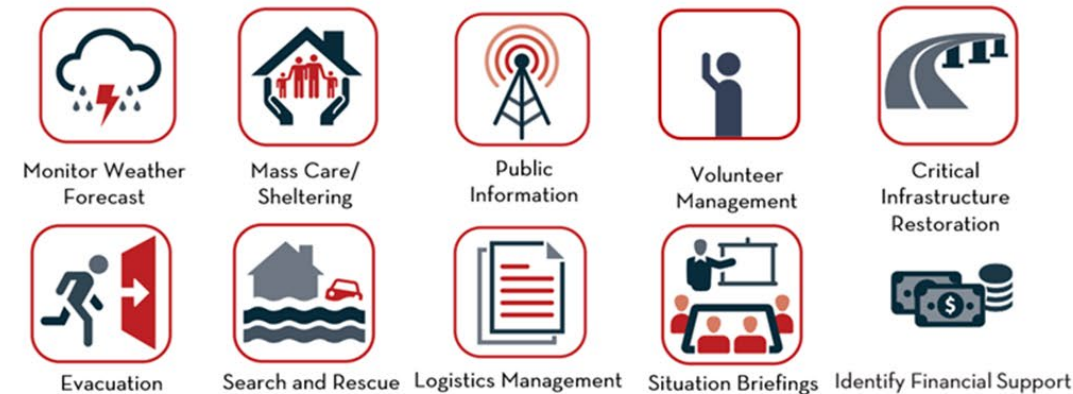 Monitor Weather
Forecast
Mass Care/
Sheltering
Public
Information
Volunteer
Management
Critical
Infrastructure
Restoration
Evacuation
Search and Rescue
Logistics Management
Situation Briefings
$
Identify Financial Support